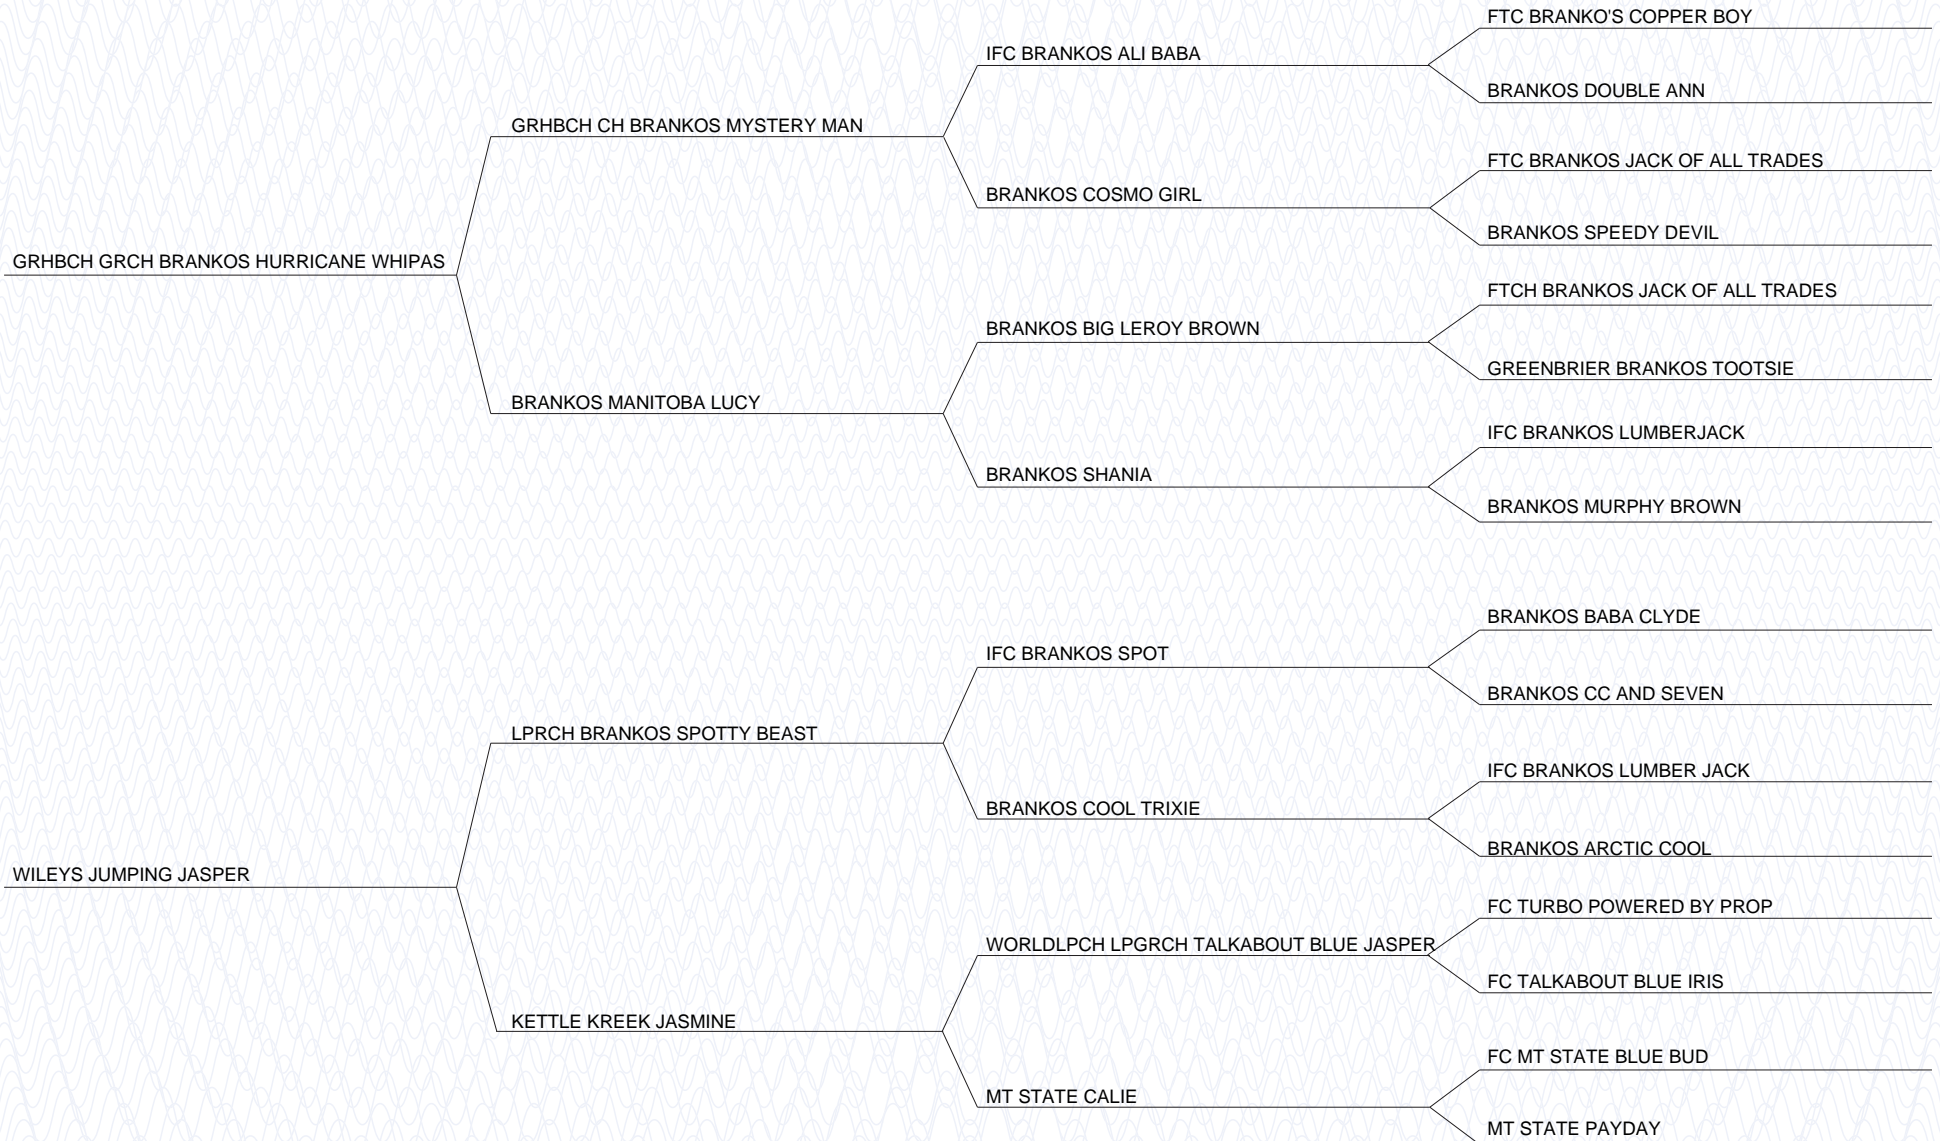 FTC BRANKO'S COPPER BOY
IFC BRANKOS ALI BABA
BRANKOS DOUBLE ANN
GRHBCH CH BRANKOS MYSTERY MAN
FTC BRANKOS JACK OF ALL TRADES
BRANKOS COSMO GIRL
BRANKOS SPEEDY DEVIL
GRHBCH GRCH BRANKOS HURRICANE WHIPAS
FTCH BRANKOS JACK OF ALL TRADES
BRANKOS BIG LEROY BROWN
GREENBRIER BRANKOS TOOTSIE
BRANKOS MANITOBA LUCY
IFC BRANKOS LUMBERJACK
BRANKOS SHANIA
BRANKOS MURPHY BROWN
BRANKOS BABA CLYDE
IFC BRANKOS SPOT
BRANKOS CC AND SEVEN
LPRCH BRANKOS SPOTTY BEAST
IFC BRANKOS LUMBER JACK
BRANKOS COOL TRIXIE
BRANKOS ARCTIC COOL
WILEYS JUMPING JASPER
FC TURBO POWERED BY PROP
WORLDLPCH LPGRCH TALKABOUT BLUE JASPER
FC TALKABOUT BLUE IRIS
KETTLE KREEK JASMINE
FC MT STATE BLUE BUD
MT STATE CALIE
MT STATE PAYDAY